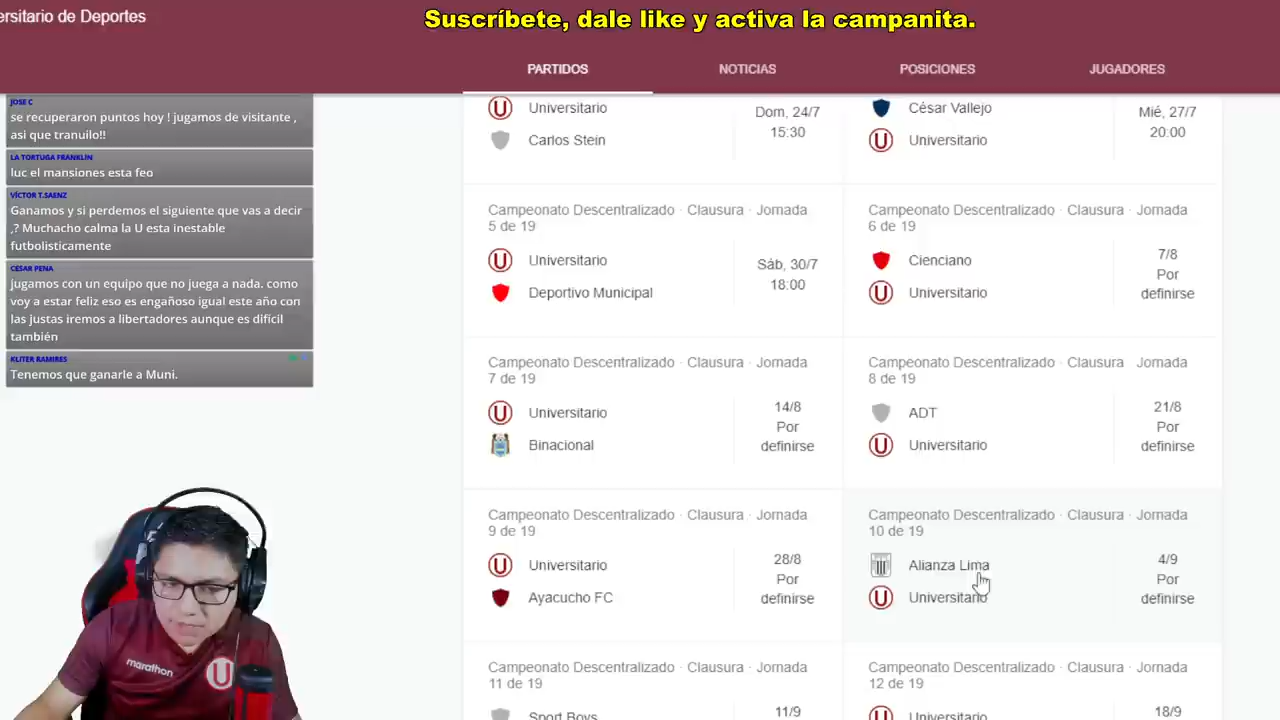 ersitario de Deportes
Suscríbete, dale like y activa la campanita.
PARTIDOS
NOTICIAS
POSICIONES
JUGADORES
JOSE C
se recuperaron puntos hoy ! jugamos de visitante ,
asi que tranuilo!!
LA TORTUGA FRANKLIN
luc el mansiones esta feo
VÍCTOR T.SAENZ
Ganamos y si perdemos el siguiente que vas a decir
,? Muchacho calma la U esta inestable
futbolisticamente
CESAR PENA
jugamos con un equipo que no juega a nada. como
voy a estar feliz eso es engañoso igual este año con
las justas iremos a libertadores aunque es difícil
también
KLITER RAMIRES
Tenemos que ganarle a Muni.
Universitario
Carlos Stein
Dom, 24/7
15:30
César Vallejo
Universitario
Mié, 27/7
20:00
Campeonato Descentralizado · Clausura · Jornada
5 de 19
Universitario
Deportivo Municipal
Sáb, 30/7
18:00
Campeonato Descentralizado · Clausura · Jornada
6 de 19
Cienciano
Universitario
7/8
Por
definirse
Campeonato Descentralizado · Clausura · Jornada
7 de 19
Universitario
Binacional
14/8
Por
definirse
Campeonato Descentralizado · Clausura · Jornada
8 de 19
ADT
Universitario
21/8
Por
definirse
Campeonato Descentralizado · Clausura · Jornada
9 de 19
Universitario
Ayacucho FC
28/8
Por
definirse
Campeonato Descentralizado · Clausura · Jornada
10 de 19
Alianza Lima
Universitario
4/9
Por
definirse
Campeonato Descentralizado · Clausura · Jornada
11 de 19
Sport Boys
11/9
Campeonato Descentralizado · Clausura · Jornada
12 de 19
Universitario
18/9
marathon
U